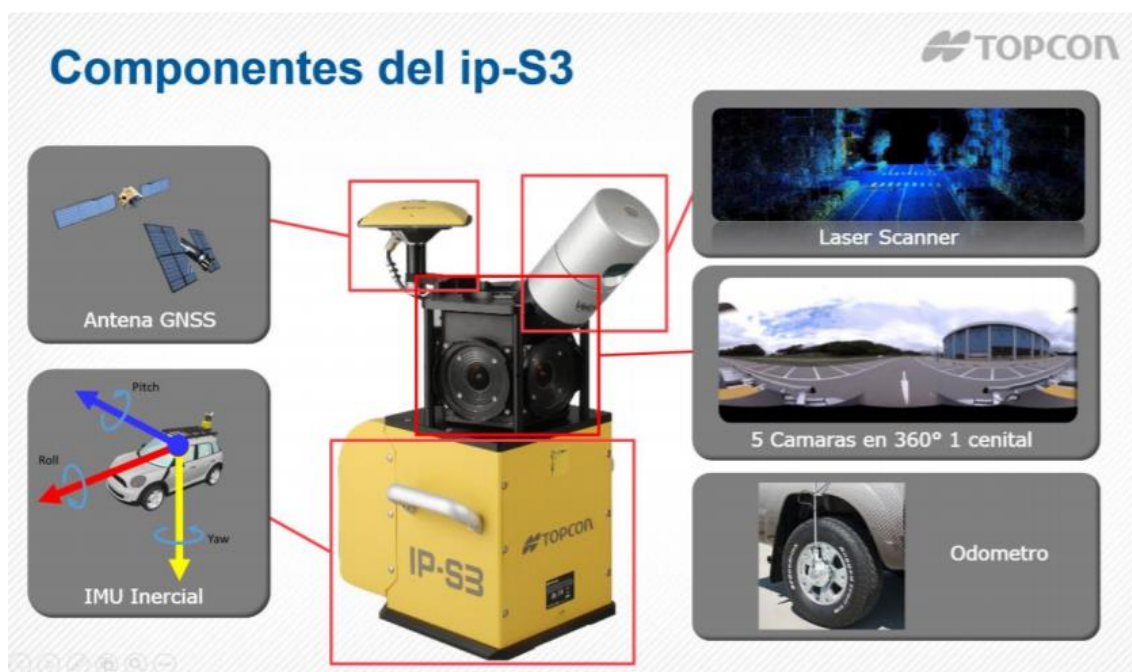 Componentes del ip-S3
TOPCON
Antena GNSS
Laser Scanner
Pitch
Roll
Yaw
IMU Inercial
5 Camaras en 360° 1 cenital
TOPCON
IP-S3
Odometro